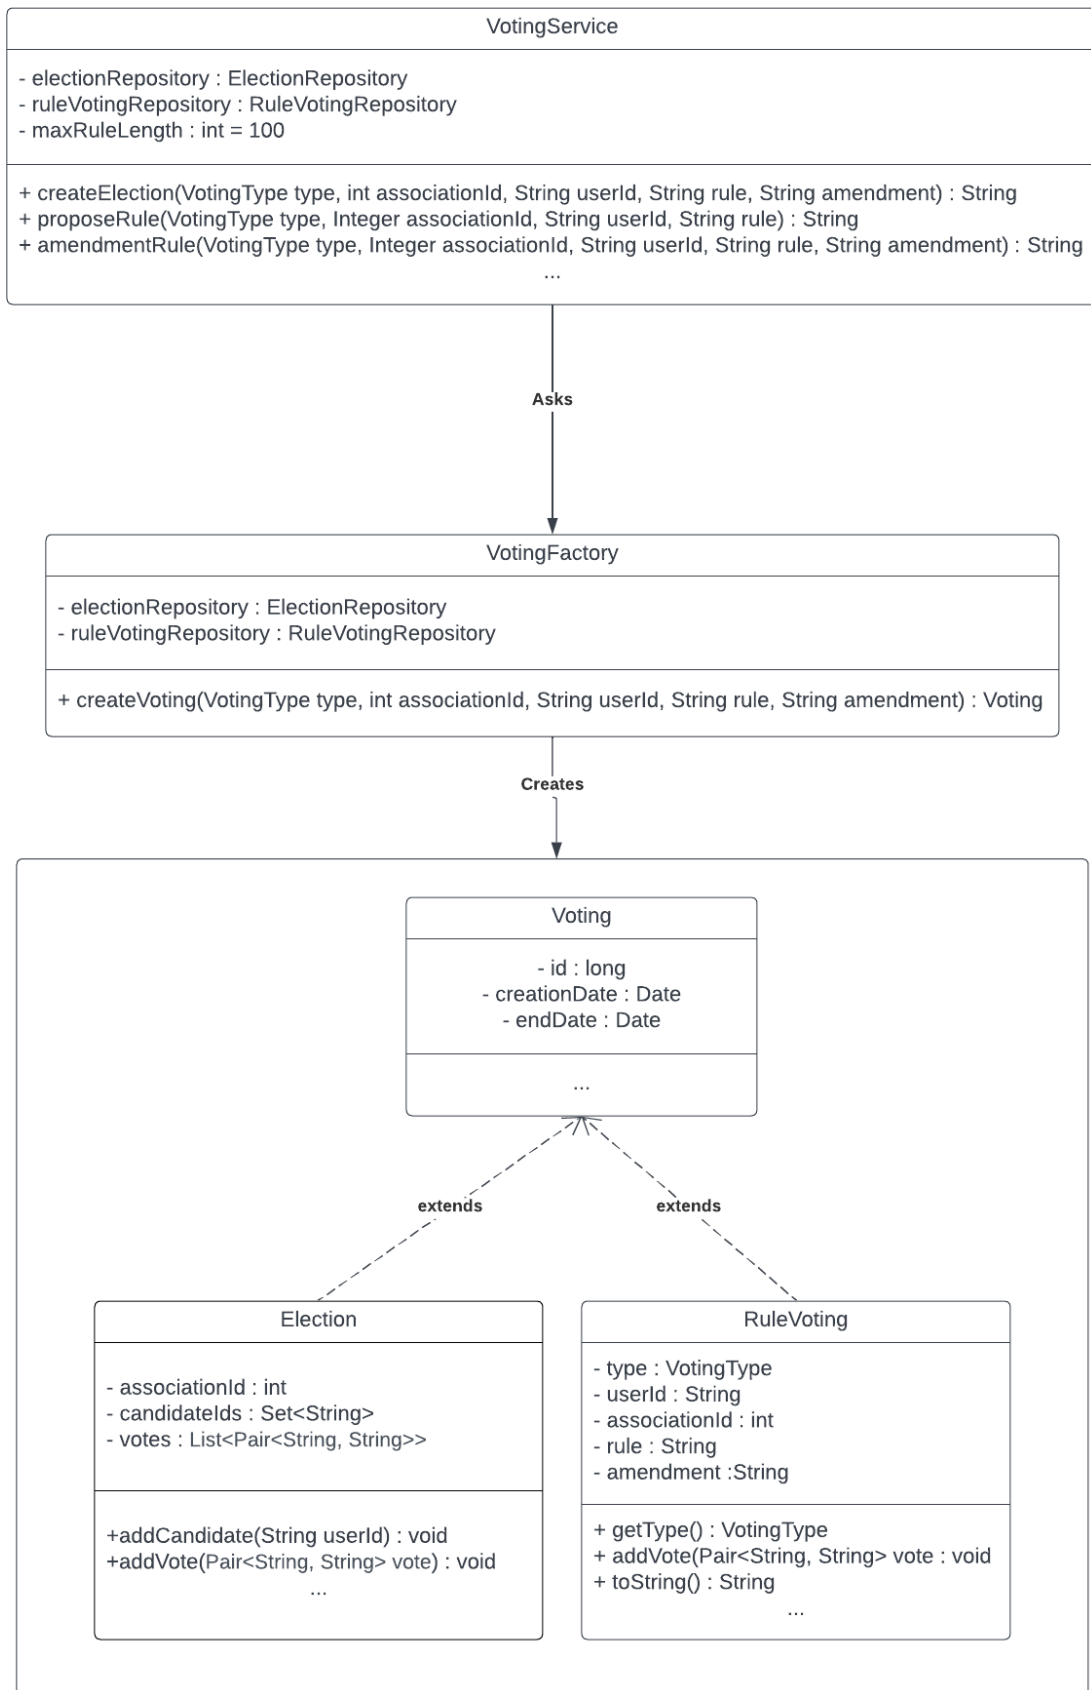 VotingService
- electionRepository : ElectionRepository
- ruleVotingRepository : RuleVotingRepository
- maxRuleLength : int = 100
+ createElection(VotingType type, int associationId, String userId, String rule, String amendment) : String
+ proposeRule(VotingType type, Integer associationId, String userId, String rule) : String
+ amendmentRule(VotingType type, Integer associationId, String userId, String rule, String amendment) : String
...
Asks
VotingFactory
- electionRepository : ElectionRepository
- ruleVotingRepository : RuleVotingRepository
+ createVoting(VotingType type, int associationId, String userId, String rule, String amendment) : Voting
Creates
Voting
- id : long
- creationDate : Date
- endDate : Date
...
extends
extends
Election
- associationId : int
- candidateIds : Set<String>
- votes : List<Pair<String, String>>
+addCandidate(String userId) : void
+addVote(Pair<String, String> vote) : void
...
RuleVoting
- type : VotingType
- userId : String
- associationId : int
- rule : String
- amendment :String
+ getType() : VotingType
+ addVote(Pair<String, String> vote : void
+ toString() : String
...